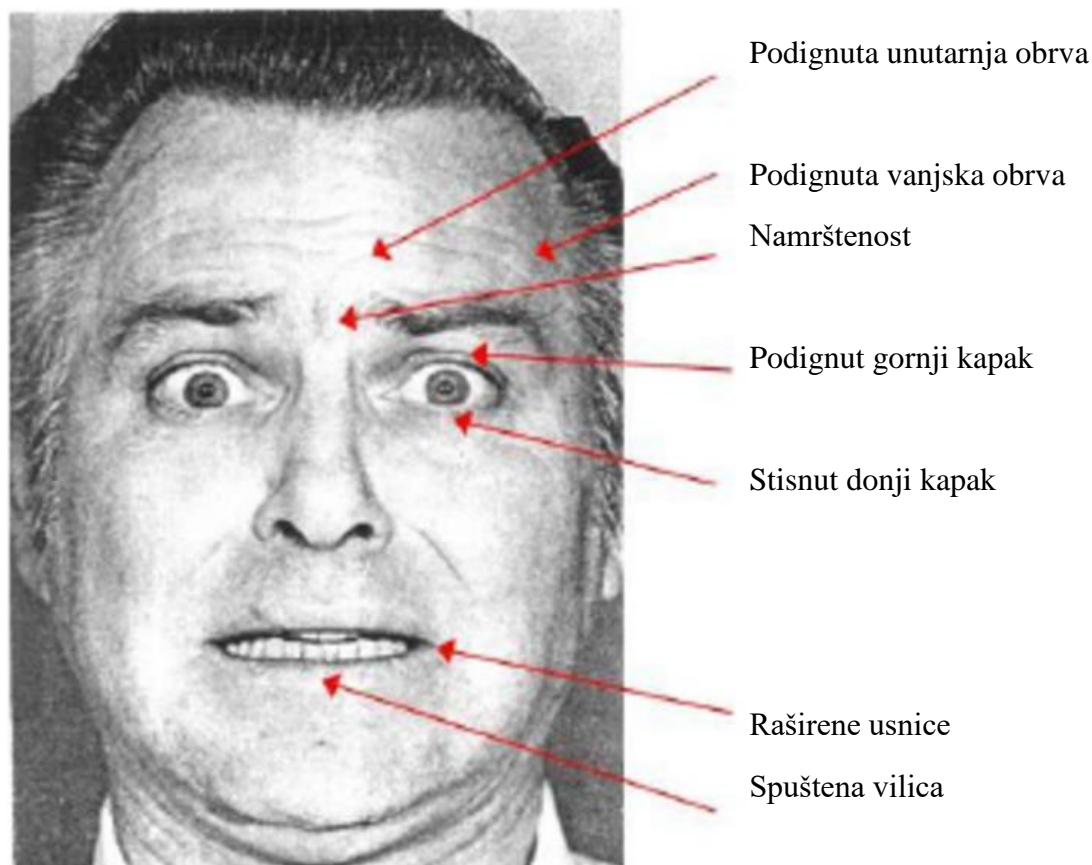 Podignuta unutarnja obrva
Podignuta vanjska obrva
Namrštenost
Podignut gornji kapak
Stisnut donji kapak
Raširene usnice
Spuštena vilica